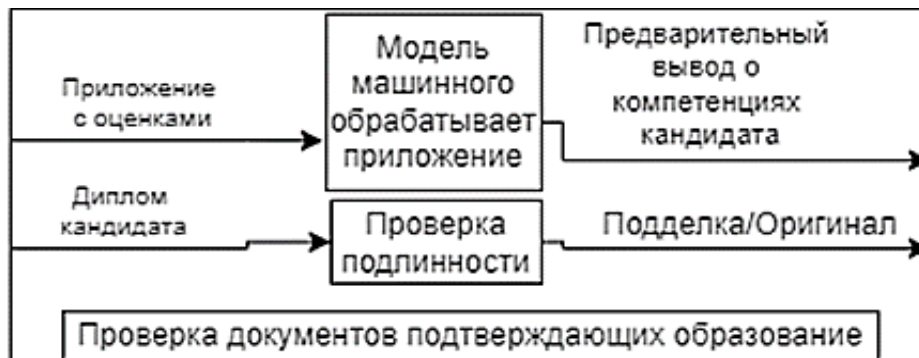 Приложение
с оценками
Модель
машинного
обрабатывает
приложение
Предварительный
вывод о
компетенциях
кандидата
Диплом
кандидата
Проверка
подлинности
Подделка/Оригинал
Проверка документов подтверждающих образование